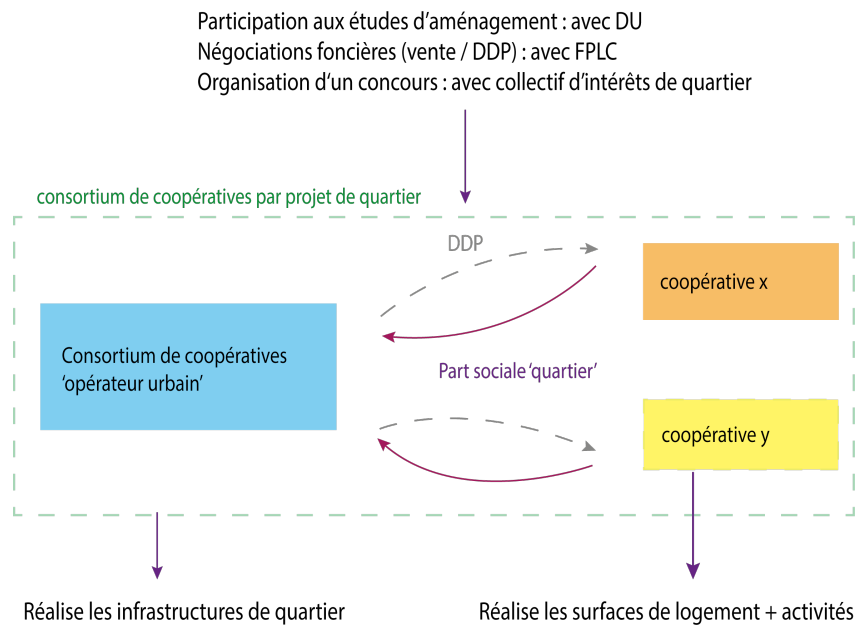 Participation aux études d’aménagement : avec DU
Négociations foncières (vente / DDP) : avec FPLC
Organisation d‘un concours : avec collectif d’intérêts de quartier
consortium de coopératives par projet de quartier
DDP
coopérative x
Consortium de coopératives
‘opérateur urbain’
Part sociale ‘quartier’
coopérative y
Réalise les infrastructures de quartier
Réalise les surfaces de logement + activités